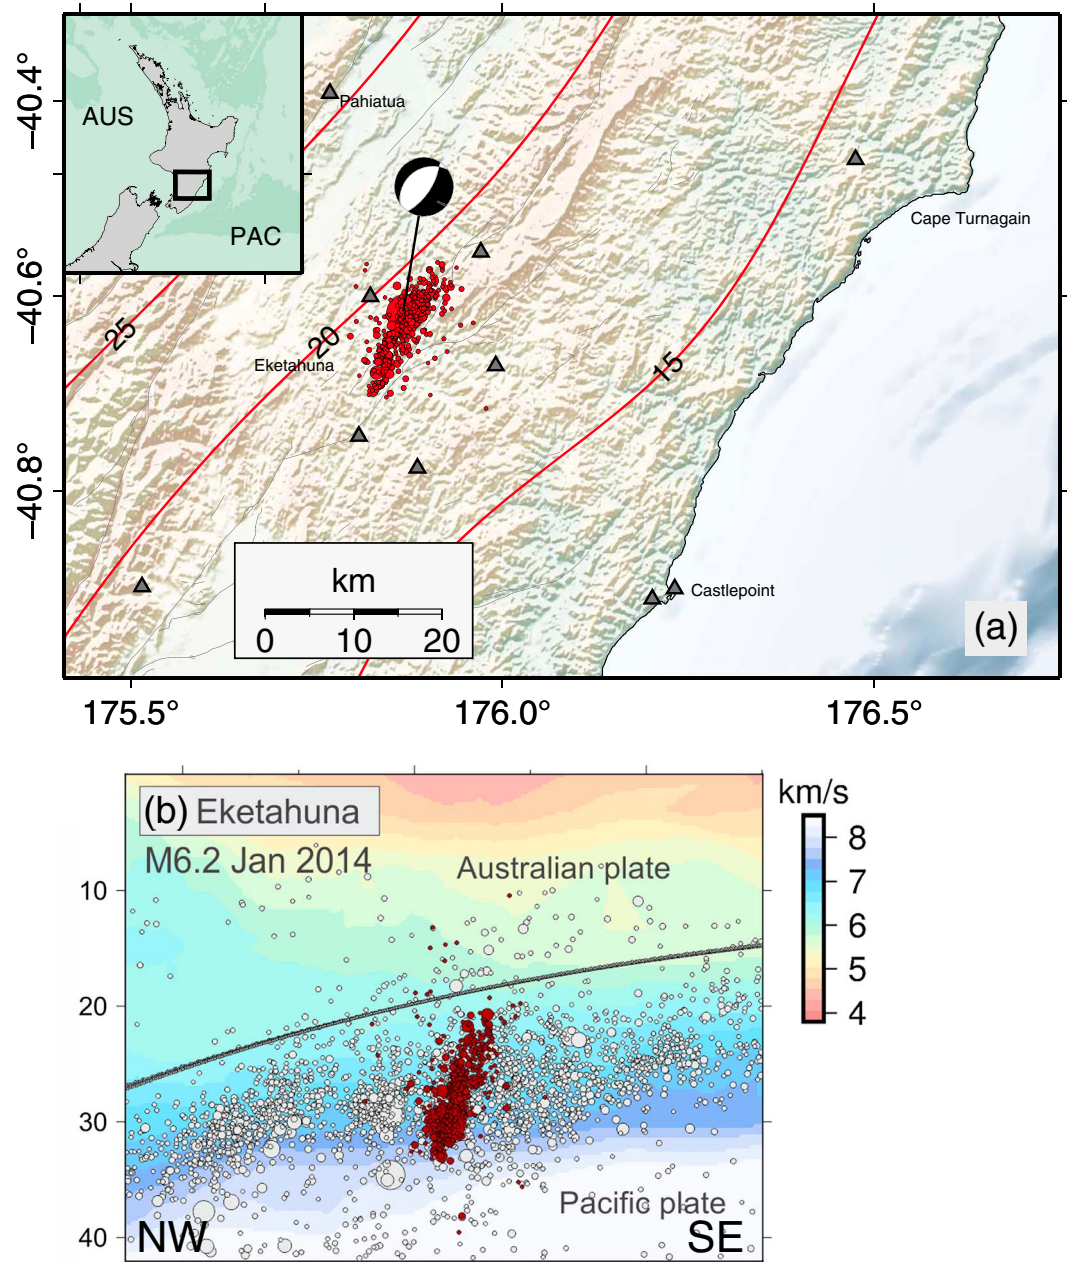 −40.4°
−40.6°
−40.8°
AUS
PAC
Pahiatua
Cape Turnagain
25
20
15
Eketahuna
km
0 10 20
Castlepoint
(a)
175.5° 176.0° 176.5°
(b) Eketahuna
M6.2 Jan 2014
Australian plate
10
20
30
40
Pacific plate
NW SE
km/s
8
7
6
5
4